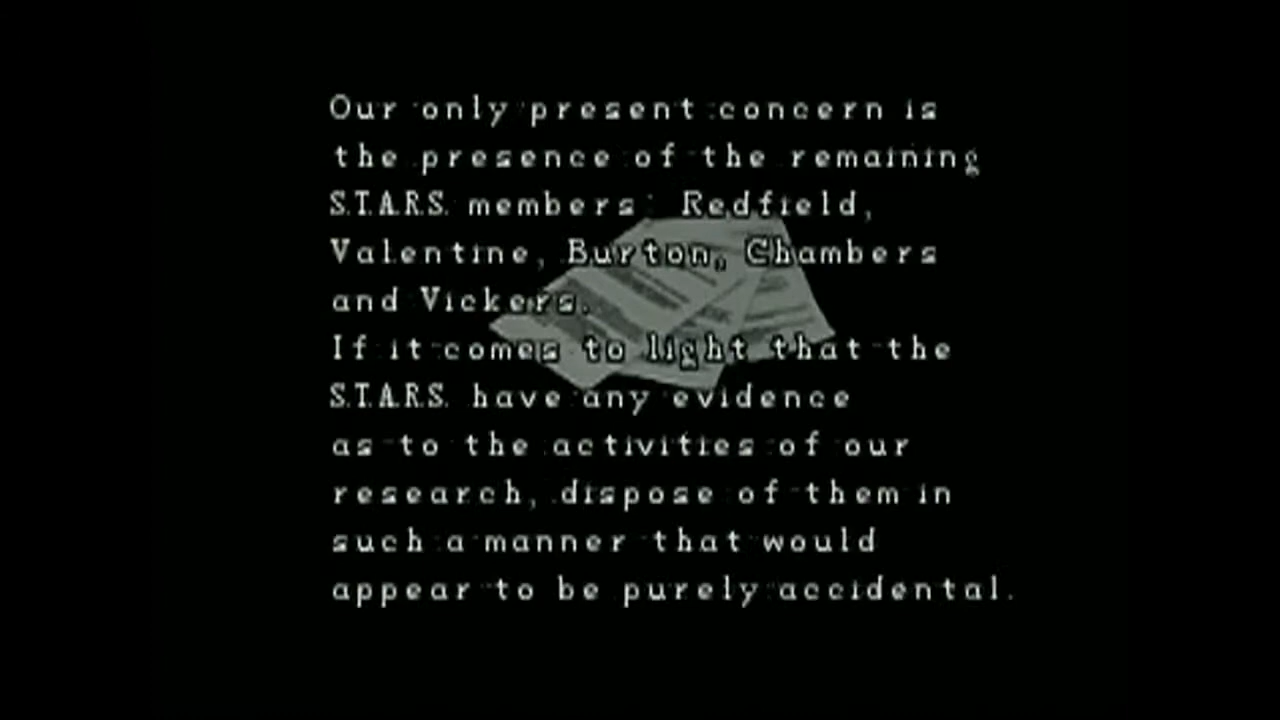 Our only present concern is
the presence of the remaining
S.T.A.R.S. members: Redfield,
Valentine, Burton, Chambers
and Vickers.
If it comes to light that the
S.T.A.R.S. have any evidence
as to the activities of our
research, dispose of them in
such a manner that would
appear to be purely accidental.